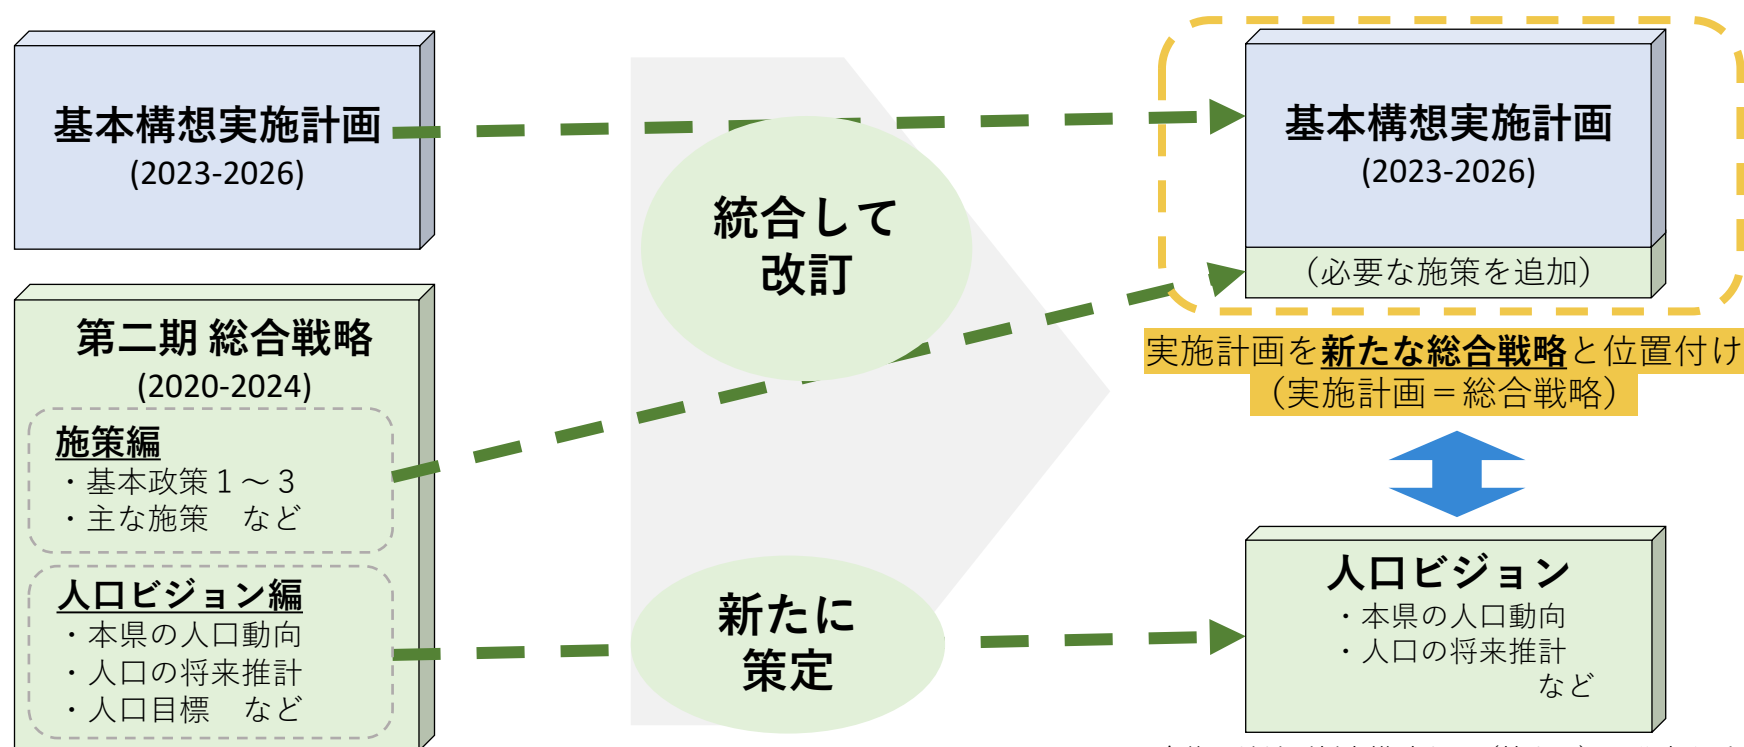 基本構想実施計画
(2023-2026)
第二期 総合戦略
(2020-2024)
施策編
・基本政策１～３
・主な施策　など
人口ビジョン編
・本県の人口動向
・人口の将来推計
・人口目標　など
統合して
改訂
新たに
策定
基本構想実施計画
(2023-2026)
（必要な施策を追加）
実施計画を新たな総合戦略と位置付け
（実施計画＝総合戦略）
人口ビジョン
・本県の人口動向
・人口の将来推計
など